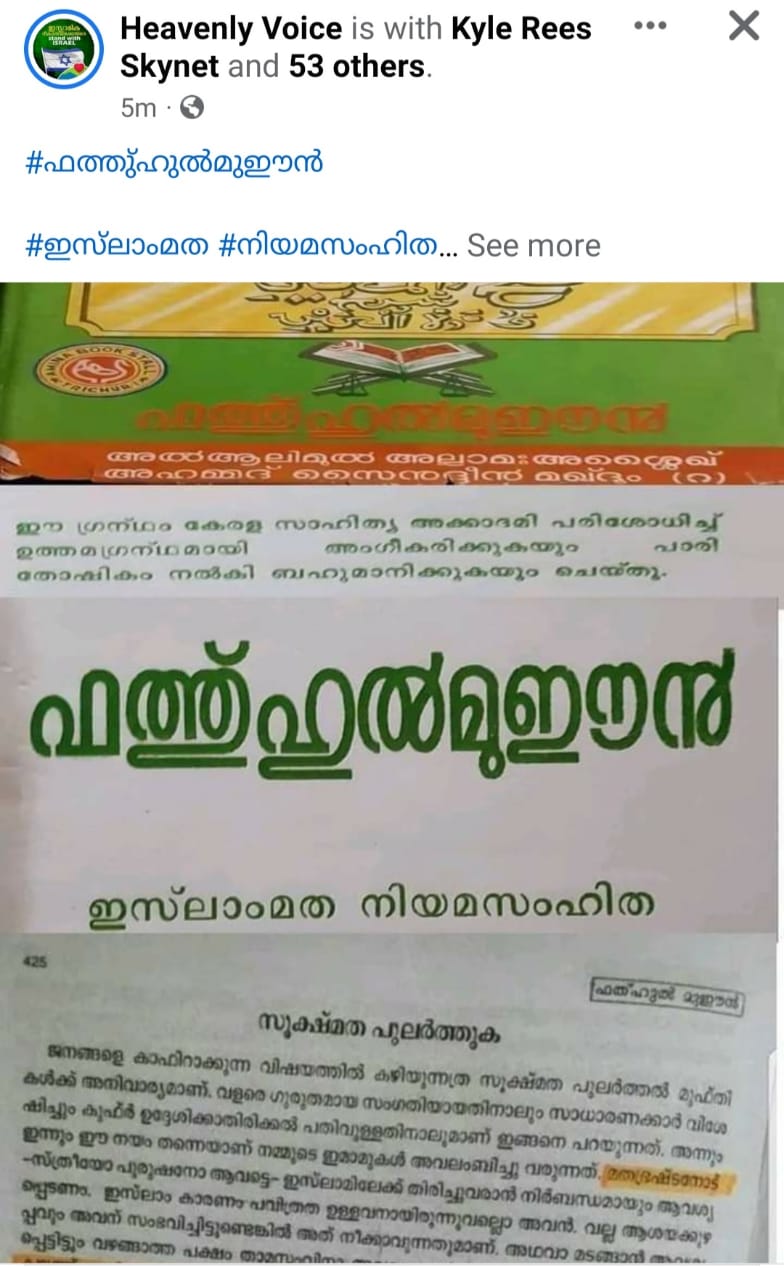 Heavenly Voice is with Kyle Rees
Skynet and 53 others.
5m
#ഫത്ത്ഹുൽമുഈൻ
#ഇസ്‌ലാംമത #നിയമസംഹിത... See more
AMINA BOOK STALL
TRICHUR
ഫത്ത്ഹുൽമുഈൻ
അൽആലിമുൽ അല്ലാമഃഅശ്ശൈഖ്
അഹമ്മദ് സൈനുദ്ദീൻ മഖ്ദൂം (റ)
ഈ ഗ്രന്ഥം കേരള സാഹിത്യ അക്കാദമി പരിശോധിച്ച്
ഉത്തമഗ്രന്ഥമായി അംഗീകരിക്കുകയും പാരി
തോഷികം നൽകി ബഹുമാനിക്കുകയും ചെയ്തു.
ഫത്ത്ഹുൽമുഈൻ
ഇസ്‌ലാംമത നിയമസംഹിത
425
ഫത്ഹുൽ മുഈൻ
സൂക്ഷ്മത പുലർത്തുക
ജനങ്ങളെ കാഫിറാക്കുന്ന വിഷയത്തിൽ കഴിയുന്നത്ര സൂക്ഷ്മത പുലർത്തൽ മുഫ്തി
കൾക്ക് അനിവാര്യമാണ്. വളരെ ഗുരുതരമായ സംഗതിയായതിനാലും സാധാരണക്കാർ വിശേ
ഷിച്ചും കുഫ്ർ ഉദ്ദേശിക്കാതിരിക്കൽ പതിവുള്ളതിനാലുമാണ് ഇങ്ങനെ പറയുന്നത്. അന്നും
ഇന്നും ഈ നയം തന്നെയാണ് നമ്മുടെ ഇമാമുകൾ അവലംബിച്ചു വരുന്നത്. മതഭ്രഷ്ടനോട്
-സ്ത്രീയോ പുരുഷനോ ആവട്ടെ- ഇസ്‌ലാമിലേക്ക് തിരിച്ചുവരാൻ നിർബന്ധമായും ആവശ്യ
പ്പെടണം. ഇസ്‌ലാം കാരണം പവിത്രത ഉള്ളവനായിരുന്നുവല്ലൊ അവൻ. വല്ല ആശയക്കുഴ
പ്പവും അവന് സംഭവിച്ചിട്ടുണ്ടെങ്കിൽ അത് നീക്കാവുന്നതുമാണ്. അഥവാ മടങ്ങാൻ
പ്പെട്ടിട്ടും വഴങ്ങാത്ത പക്ഷം